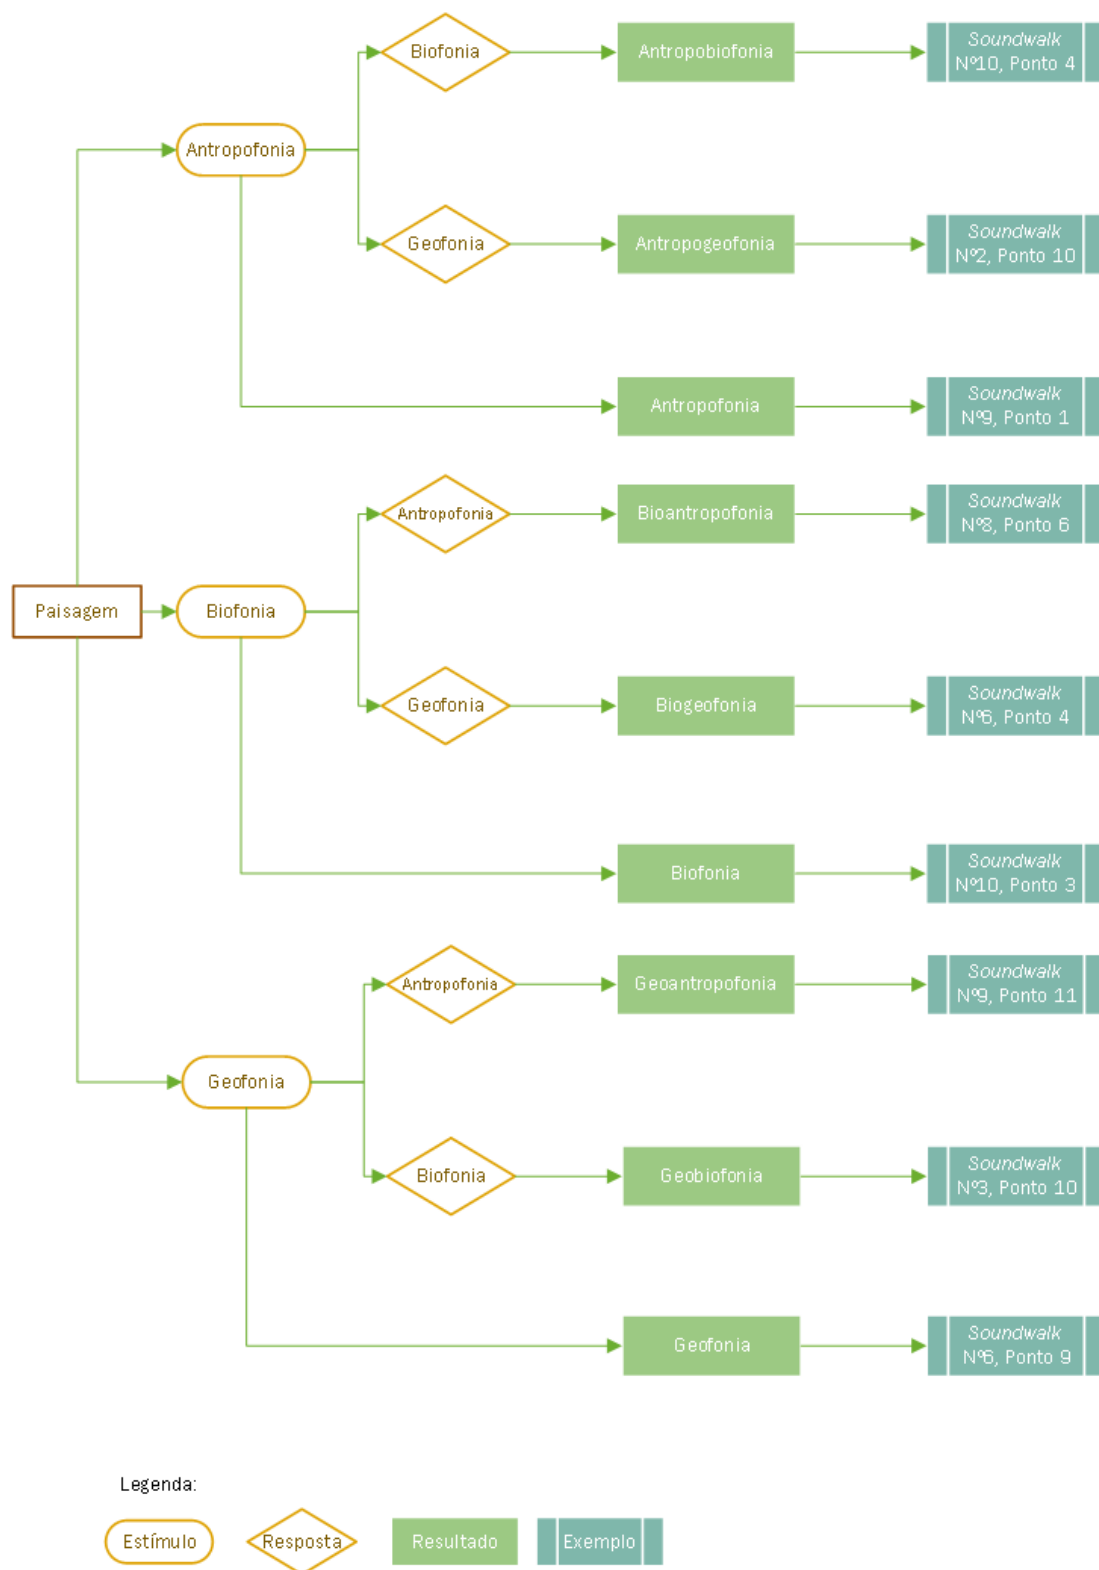 Biofonia
Antropobiofonia
Soundwalk
Nº10, Ponto 4
Antropofonia
Geofonia
Antropogeofonia
Soundwalk
Nº2, Ponto 10
Antropofonia
Soundwalk
Nº9, Ponto 1
Antropofonia
Bioantropofonia
Soundwalk
Nº8, Ponto 6
Paisagem
Biofonia
Geofonia
Biogeofonia
Soundwalk
Nº6, Ponto 4
Biofonia
Soundwalk
Nº10, Ponto 3
Antropofonia
Geoantropofonia
Soundwalk
Nº9, Ponto 11
Geofonia
Biofonia
Geobiofonia
Soundwalk
Nº3, Ponto 10
Geofonia
Soundwalk
Nº6, Ponto 9
Legenda:
Estímulo
Resposta
Resultado
Exemplo